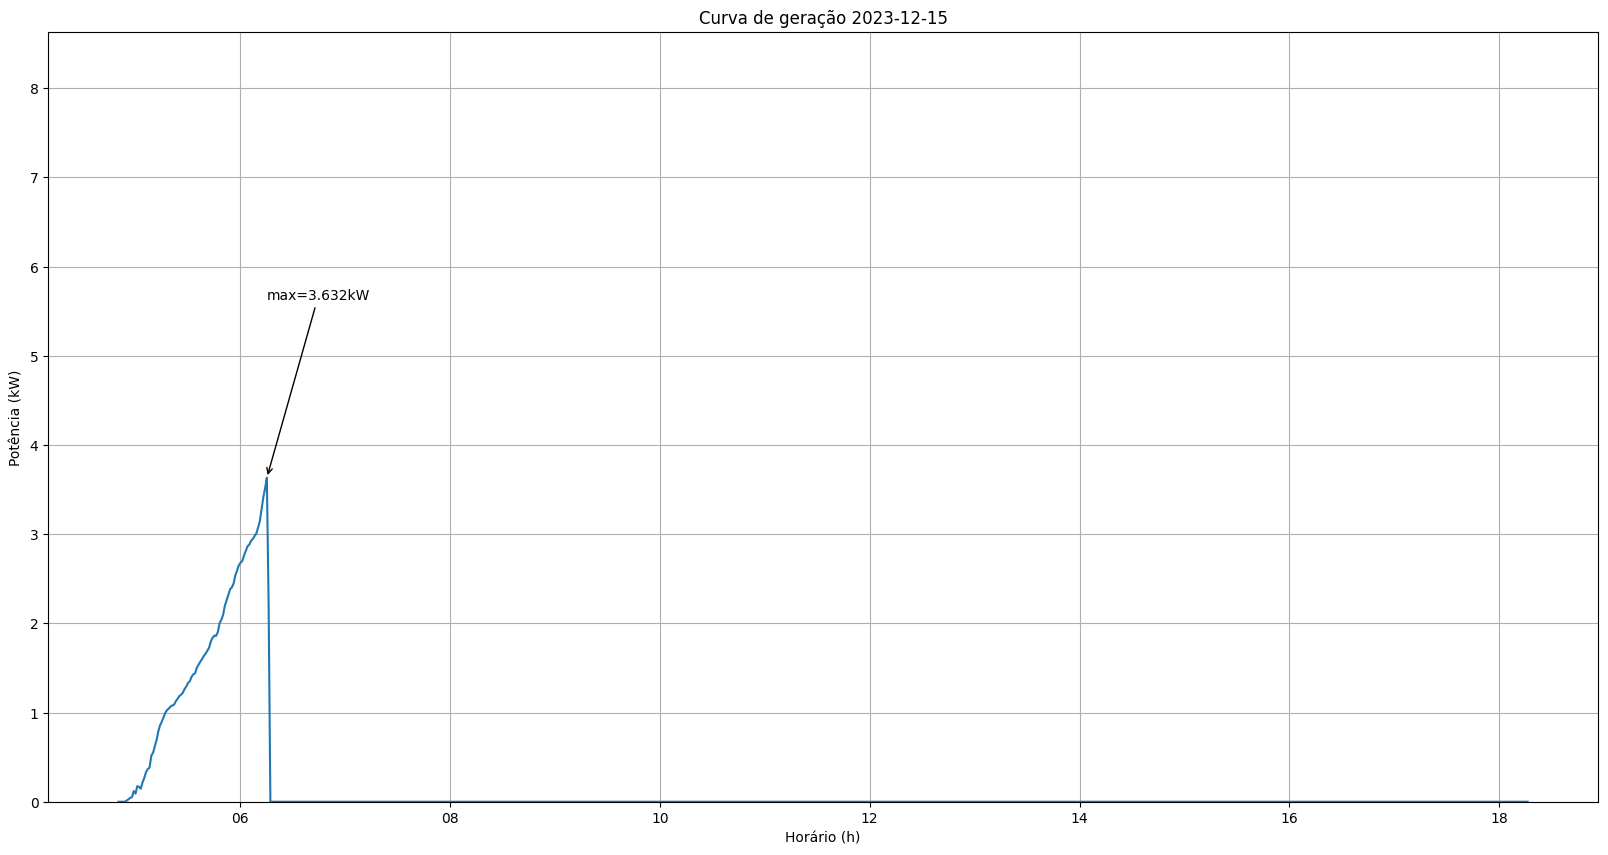 Curva de geração 2023-12-15
8
7
6
max=3.632kW
5
4
3
2
1
0
Potência (kW)
06 08 10 12 14 16 18
Horário (h)